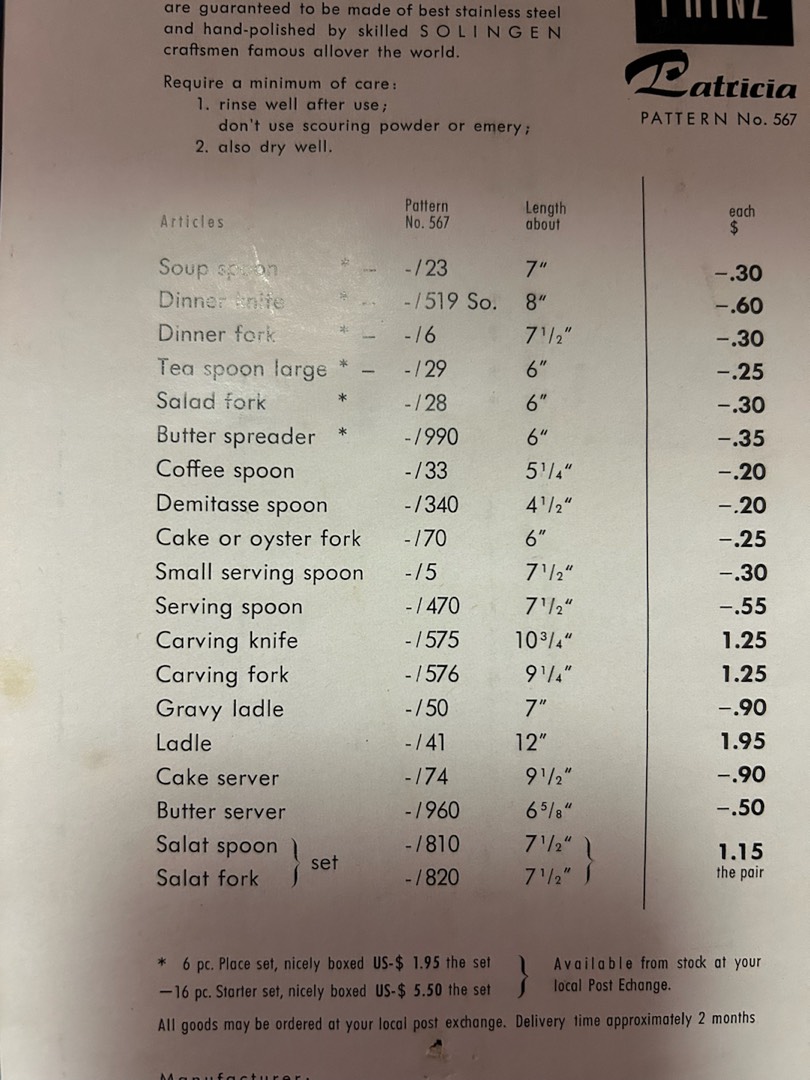 are guaranteed to be made of best stainless steel
and hand-polished by skilled SOLINGEN
craftsmen famous allover the world.
Require a minimum of care:
1. rinse well after use;
don't use scouring powder or emery;
2. also dry well.
Patricia
PATTERN No. 567
Articles Pattern No. 567 Length about each $
Soup spoon * – -/23 7" –.30
Dinner knife * – -/519 So. 8" –.60
Dinner fork * – -/6 7 1/2" –.30
Tea spoon large * – -/29 6" –.25
Salad fork * -/28 6" –.30
Butter spreader * -/990 6" –.35
Coffee spoon -/33 5 1/4" –.20
Demitasse spoon -/340 4 1/2" –.20
Cake or oyster fork -/70 6" –.25
Small serving spoon -/5 7 1/2" –.30
Serving spoon -/470 7 1/2" –.55
Carving knife -/575 10 3/4" 1.25
Carving fork -/576 9 1/4" 1.25
Gravy ladle -/50 7" –.90
Ladle -/41 12" 1.95
Cake server -/74 9 1/2" –.90
Butter server -/960 6 5/8" –.50
Salat spoon } set -/810 7 1/2" } 1.15
Salat fork -/820 7 1/2" the pair
* 6 pc. Place set, nicely boxed US-$ 1.95 the set } Available from stock at your
—16 pc. Starter set, nicely boxed US-$ 5.50 the set local Post Echange.
All goods may be ordered at your local post exchange. Delivery time approximately 2 months